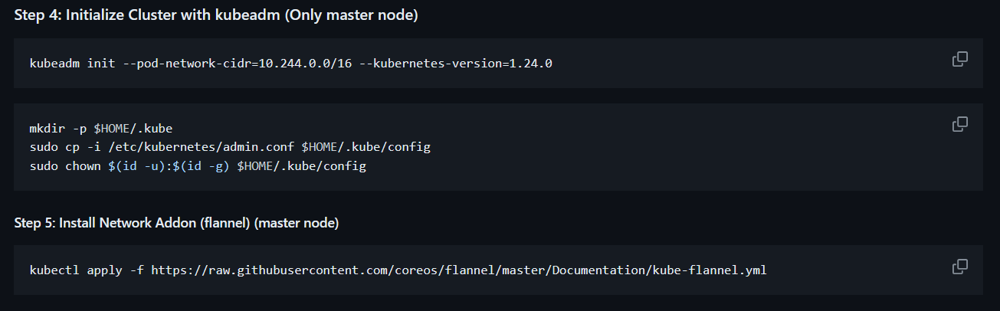 Step 4: Initialize Cluster with kubeadm (Only master node)
kubeadm init --pod-network-cidr=10.244.0.0/16 --kubernetes-version=1.24.0
mkdir -p $HOME/.kube
sudo cp -i /etc/kubernetes/admin.conf $HOME/.kube/config
sudo chown $(id -u):$(id -g) $HOME/.kube/config
Step 5: Install Network Addon (flannel) (master node)
kubectl apply -f https://raw.githubusercontent.com/coreos/flannel/master/Documentation/kube-flannel.yml